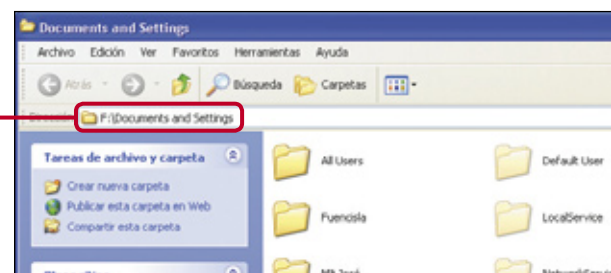 Documents and Settings
Archivo Edición Ver Favoritos Herramientas Ayuda
Atrás Búsqueda Carpetas
F:\Documents and Settings
Tareas de archivo y carpeta
Crear nueva carpeta
Publicar esta carpeta en Web
Compartir esta carpeta
All Users
Default User
Fuencisla
LocalService